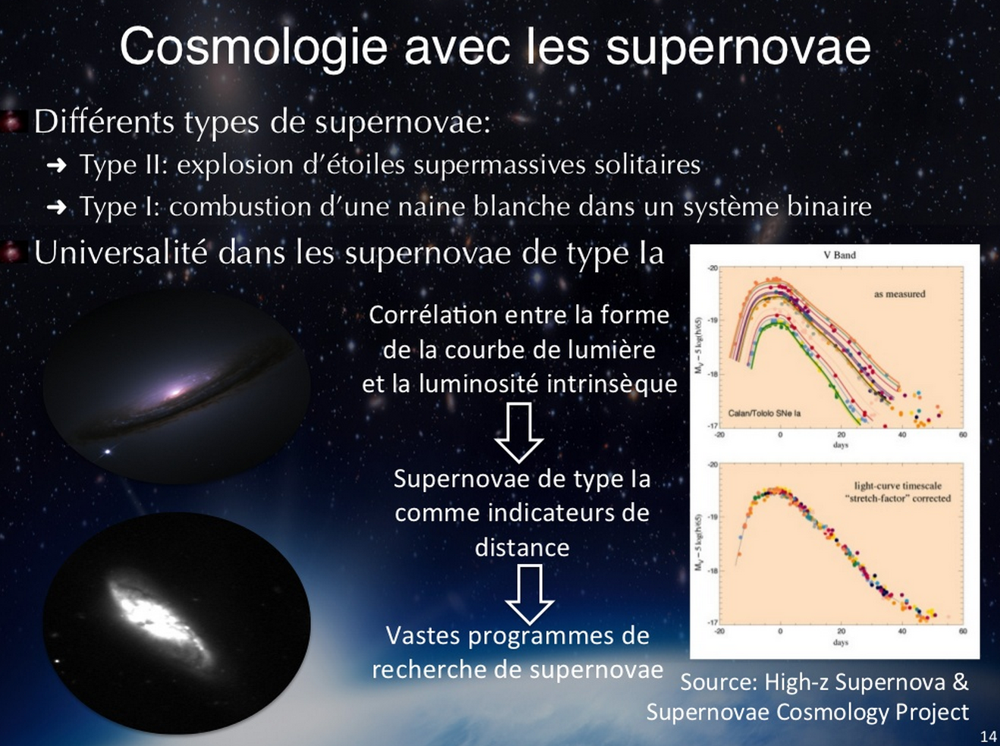 Cosmologie avec les supernovae
Différents types de supernovae:
➜ Type II: explosion d’étoiles supermassives solitaires
➜ Type I: combustion d’une naine blanche dans un système binaire
Universalité dans les supernovae de type Ia
Corrélation entre la forme
de la courbe de lumière
et la luminosité intrinsèque
Supernovae de type Ia
comme indicateurs de
distance
Vastes programmes de
recherche de supernovae
V Band
as measured
-20
-19
-18
-17
M_V – 5 log(h/65)
Calan/Tololo SNe Ia
-20 0 20 40 60
days
light-curve timescale
“stretch-factor” corrected
-20
-19
-18
-17
M_V – 5 log(h/65)
-20 0 20 40 60
days
Source: High-z Supernova &
Supernovae Cosmology Project
14